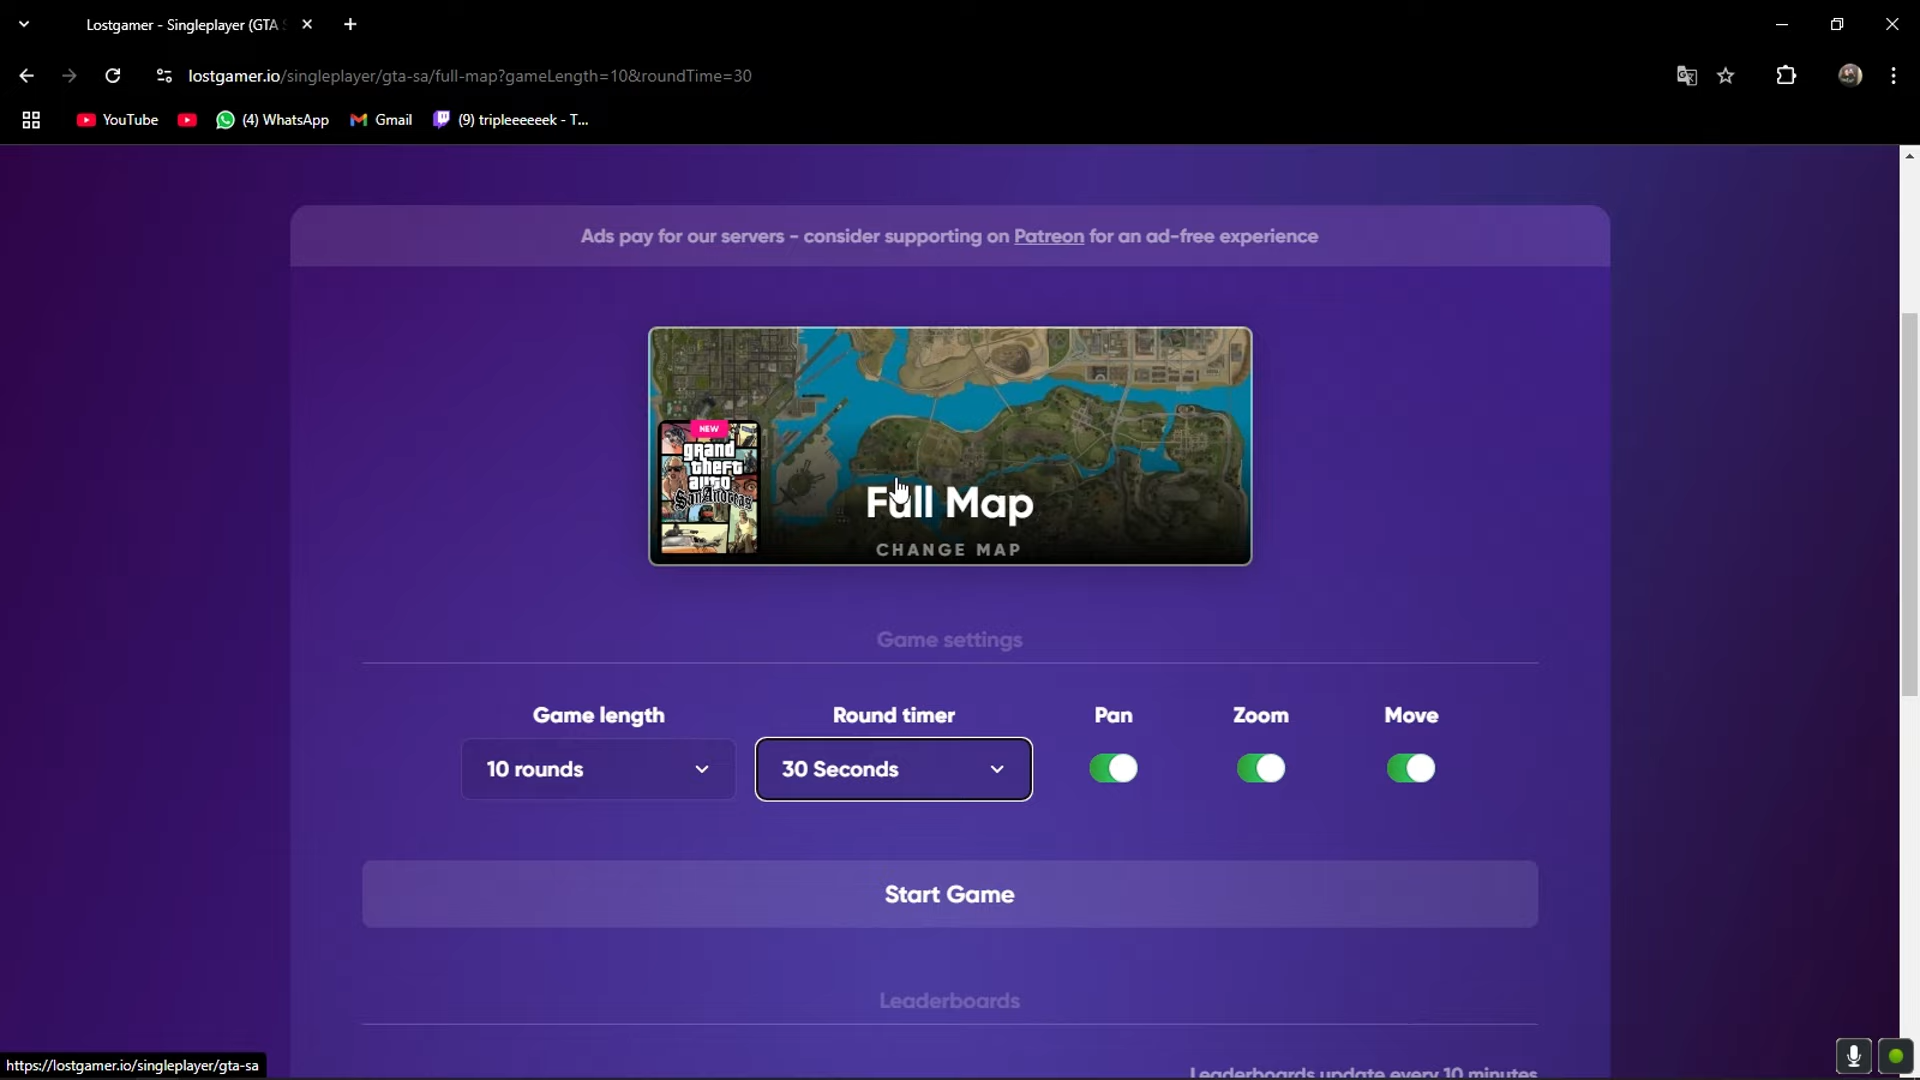 Lostgamer - Singleplayer (GTA S
lostgamer.io/singleplayer/gta-sa/full-map?gameLength=10&roundTime=30
YouTube
(4) WhatsApp
Gmail
(9) tripleeeeeek - T...
Ads pay for our servers - consider supporting on Patreon for an ad-free experience
NEW
grand
theft
auto
San Andreas
Full Map
CHANGE MAP
Game settings
Game length
Round timer
Pan
Zoom
Move
10 rounds
30 Seconds
Start Game
Leaderboards
Leaderboards update every 10 minutes
https://lostgamer.io/singleplayer/gta-sa